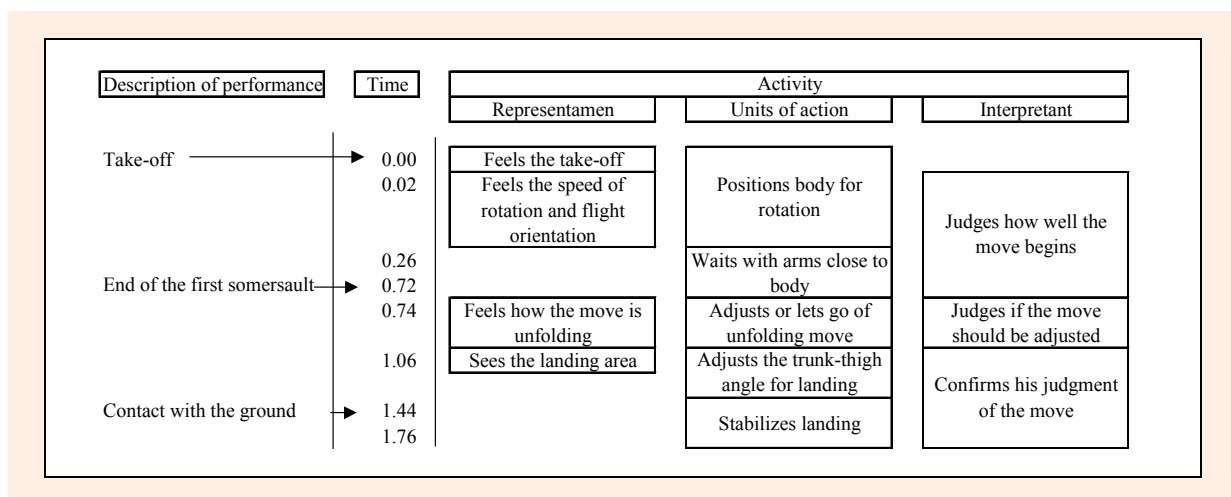 Description of performance Time Activity
Representamen Units of action Interpretant
Take-off 0.00 Feels the take-off
0.02 Feels the speed of rotation and flight orientation Positions body for rotation Judges how well the move begins
0.26 Waits with arms close to body
End of the first somersault 0.72
0.74 Feels how the move is unfolding Adjusts or lets go of unfolding move Judges if the move should be adjusted
1.06 Sees the landing area Adjusts the trunk-thigh angle for landing Confirms his judgment of the move
Contact with the ground 1.44 Stabilizes landing
1.76